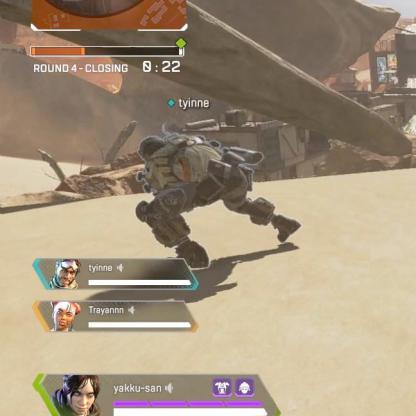 ROUND 4 - CLOSING 0:22
tyinne
tyinne
Trayannn
yakku-san